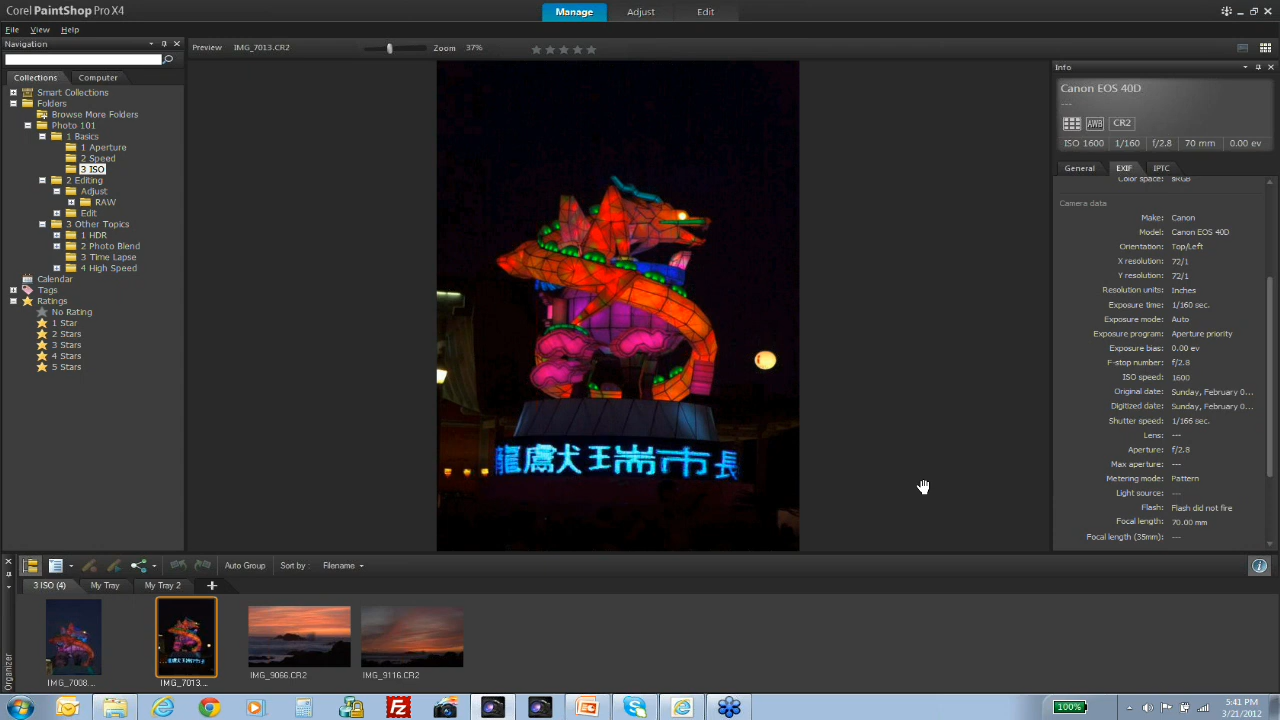 Corel PaintShop Pro X4
Manage
Adjust
Edit
File
View
Help
Navigation
Preview
IMG_7013.CR2
Zoom
37%
Info
Collections
Computer
Smart Collections
Folders
Browse More Folders
Photo 101
1 Basics
1 Aperture
2 Speed
3 ISO
2 Editing
Adjust
RAW
Edit
3 Other Topics
1 HDR
2 Photo Blend
3 Time Lapse
4 High Speed
Calendar
Tags
Ratings
No Rating
1 Star
2 Stars
3 Stars
4 Stars
5 Stars
Canon EOS 40D
---
AWB
CR2
ISO 1600
1/160
f/2.8
70 mm
0.00 ev
General
EXIF
IPTC
Color space: sRGB
Camera data
Make: Canon
Model: Canon EOS 40D
Orientation: Top/Left
X resolution: 72/1
Y resolution: 72/1
Resolution units: Inches
Exposure time: 1/160 sec.
Exposure mode: Auto
Exposure program: Aperture priority
Exposure bias: 0.00 ev
F-stop number: f/2.8
ISO speed: 1600
Original date: Sunday, February 0...
Digitized date: Sunday, February 0...
Shutter speed: 1/166 sec.
Lens: ---
Aperture: f/2.8
Max aperture: ---
Metering mode: Pattern
Light source: ---
Flash: Flash did not fire
Focal length: 70.00 mm
Focal length (35mm): ---
Auto Group
Sort by :
Filename
3 ISO (4)
My Tray
My Tray 2
+
IMG_7008....
IMG_7013....
IMG_9066.CR2
IMG_9116.CR2
Organizer
Fz
100%
5:41 PM
3/21/2012